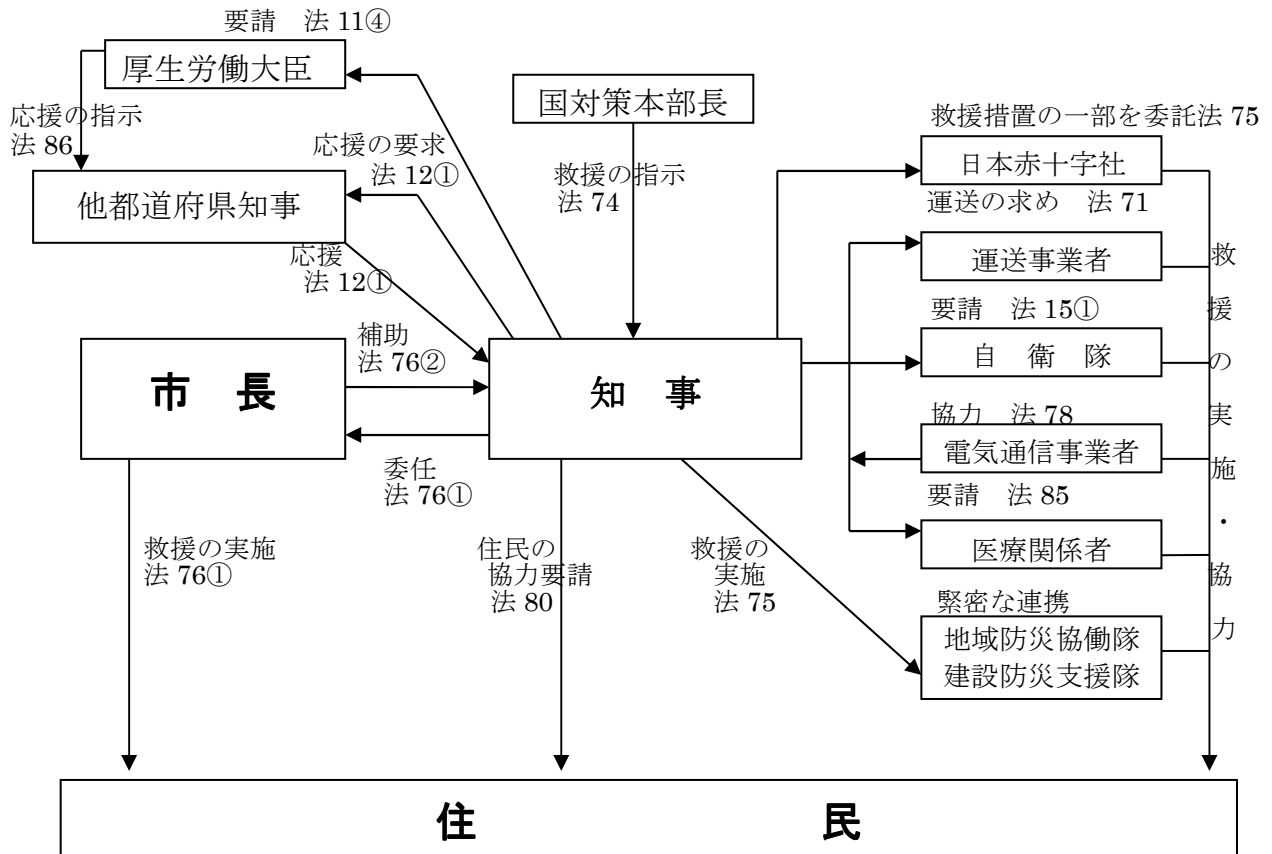 要請　法 11④
厚生労働大臣
国対策本部長
応援の指示
法 86
応援の要求
法 12①
救援の指示
法 74
救援措置の一部を委託法 75
日本赤十字社
他都道府県知事
運送の求め　法 71
運送事業者
応援
法 12①
要請　法 15①
自　衛　隊
補助
法 76②
市　長
知　事
協力　法 78
電気通信事業者
委任
法 76①
要請　法 85
医療関係者
救援の実施
法 76①
住民の
協力要請
法 80
救援の
実施
法 75
緊密な連携
地域防災協働隊
建設防災支援隊
救援の実施・協力
住　民